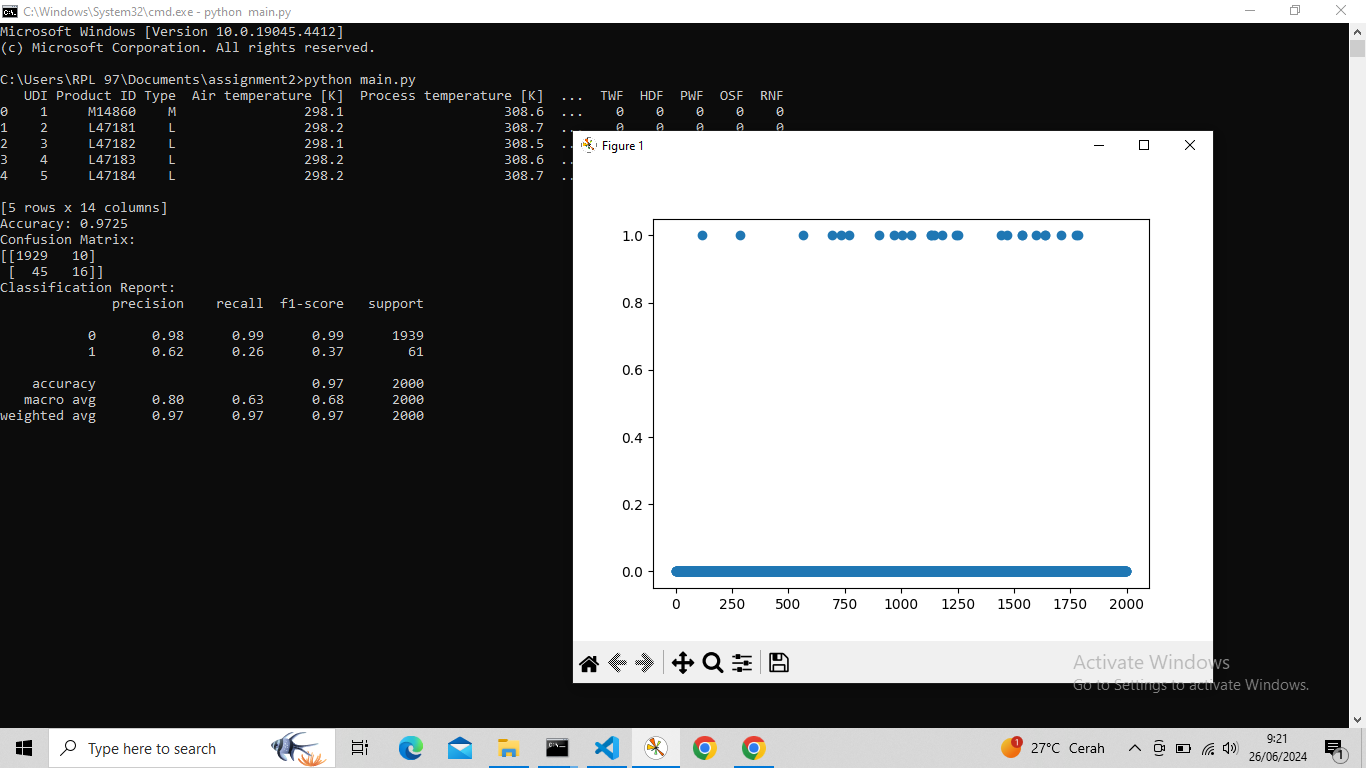 C:\Windows\System32\cmd.exe - python  main.py
Microsoft Windows [Version 10.0.19045.4412]
(c) Microsoft Corporation. All rights reserved.
C:\Users\RPL 97\Documents\assignment2>python main.py
   UDI Product ID Type  Air temperature [K]  Process temperature [K]  ...  TWF  HDF  PWF  OSF  RNF
0    1     M14860    M                298.1                    308.6  ...    0    0    0    0    0
1    2     L47181    L                298.2                    308.7  ...    0    0    0    0    0
2    3     L47182    L                298.1                    308.5  ..
3    4     L47183    L                298.2                    308.6  ..
4    5     L47184    L                298.2                    308.7  ..
[5 rows x 14 columns]
Accuracy: 0.9725
Confusion Matrix:
[[1929   10]
 [  45   16]]
Classification Report:
              precision    recall  f1-score   support
           0       0.98      0.99      0.99      1939
           1       0.62      0.26      0.37        61
    accuracy                           0.97      2000
   macro avg       0.80      0.63      0.68      2000
weighted avg       0.97      0.97      0.97      2000
Figure 1
1.0
0.8
0.6
0.4
0.2
0.0
0 250 500 750 1000 1250 1500 1750 2000
Activate Windows
Go to Settings to activate Windows.
Type here to search
1
27°C Cerah
9:21
26/06/2024
1